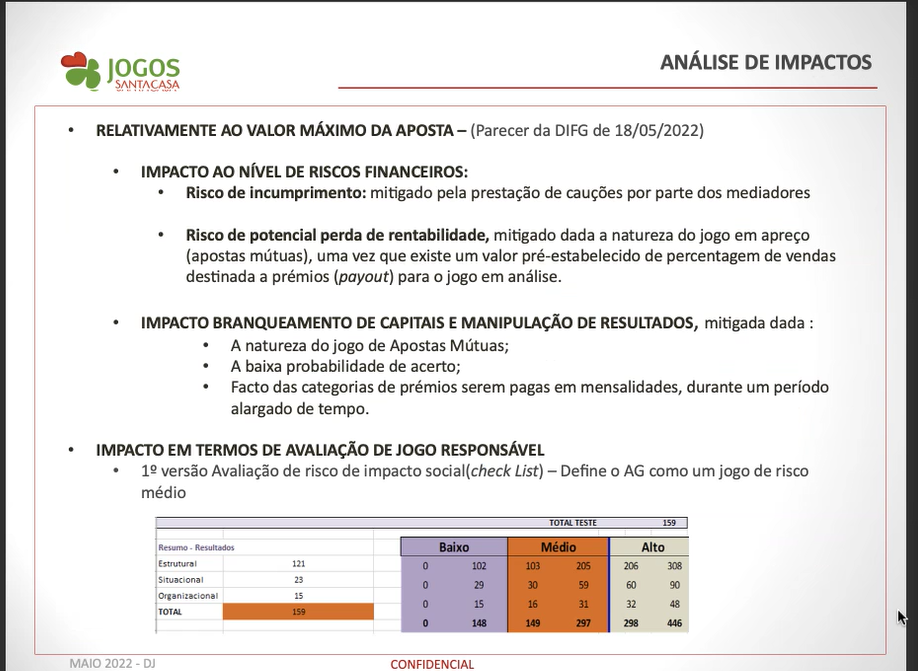 JOGOS
SANTACASA
ANÁLISE DE IMPACTOS
• RELATIVAMENTE AO VALOR MÁXIMO DA APOSTA – (Parecer da DIFG de 18/05/2022)
• IMPACTO AO NÍVEL DE RISCOS FINANCEIROS:
• Risco de incumprimento: mitigado pela prestação de cauções por parte dos mediadores
• Risco de potencial perda de rentabilidade, mitigado dada a natureza do jogo em apreço
(apostas mútuas), uma vez que existe um valor pré-estabelecido de percentagem de vendas
destinada a prémios (payout) para o jogo em análise.
• IMPACTO BRANQUEAMENTO DE CAPITAIS E MANIPULAÇÃO DE RESULTADOS, mitigada dada :
• A natureza do jogo de Apostas Mútuas;
• A baixa probabilidade de acerto;
• Facto das categorias de prémios serem pagas em mensalidades, durante um período
alargado de tempo.
• IMPACTO EM TERMOS DE AVALIAÇÃO DE JOGO RESPONSÁVEL
• 1º versão Avaliação de risco de impacto social(check List) – Define o AG como um jogo de risco
médio
TOTAL TESTE 159
Resumo - Resultados Baixo Médio Alto
Estrutural 121 0 102 103 205 206 308
Situacional 23 0 29 30 59 60 90
Organizacional 15 0 15 16 31 32 48
TOTAL 159 0 148 149 297 298 446
MAIO 2022 - DJ
CONFIDENCIAL